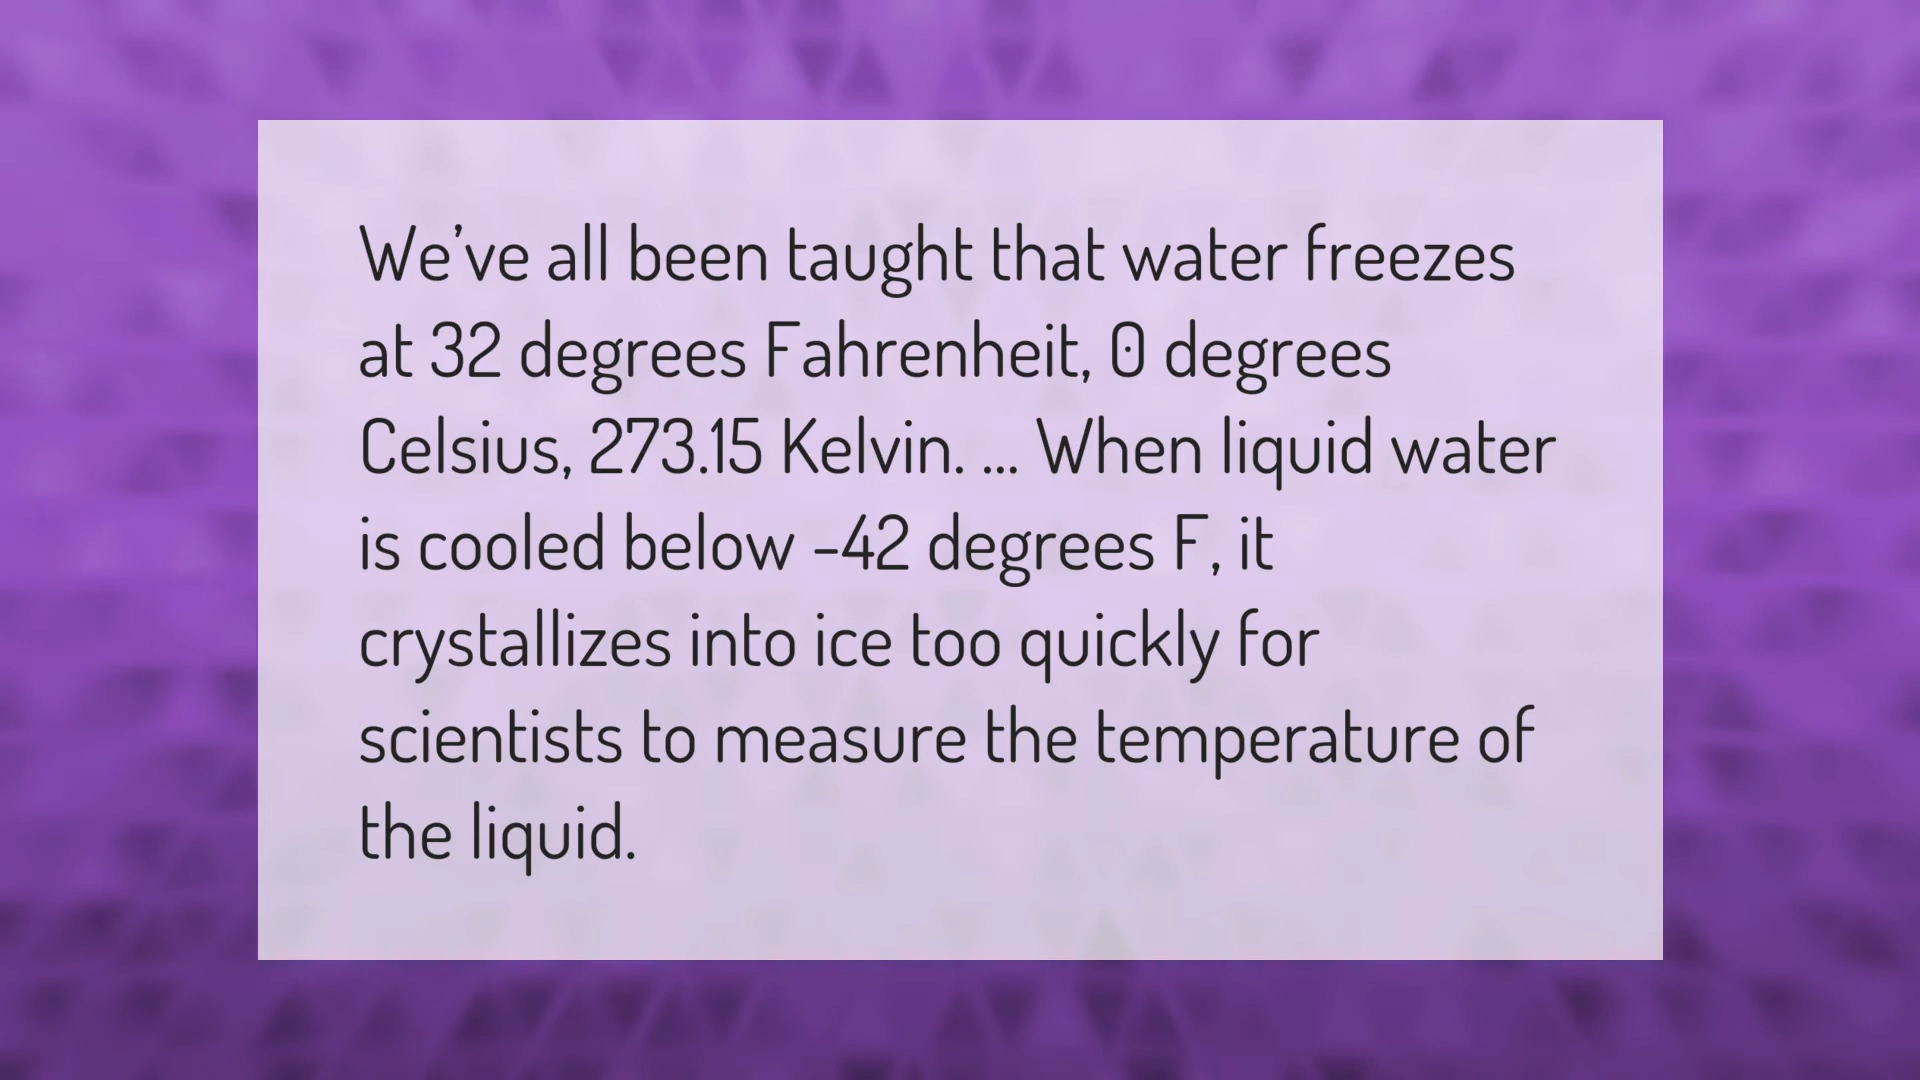 We’ve all been taught that water freezes
at 32 degrees Fahrenheit, 0 degrees
Celsius, 273.15 Kelvin. ... When liquid water
is cooled below -42 degrees F, it
crystallizes into ice too quickly for
scientists to measure the temperature of
the liquid.